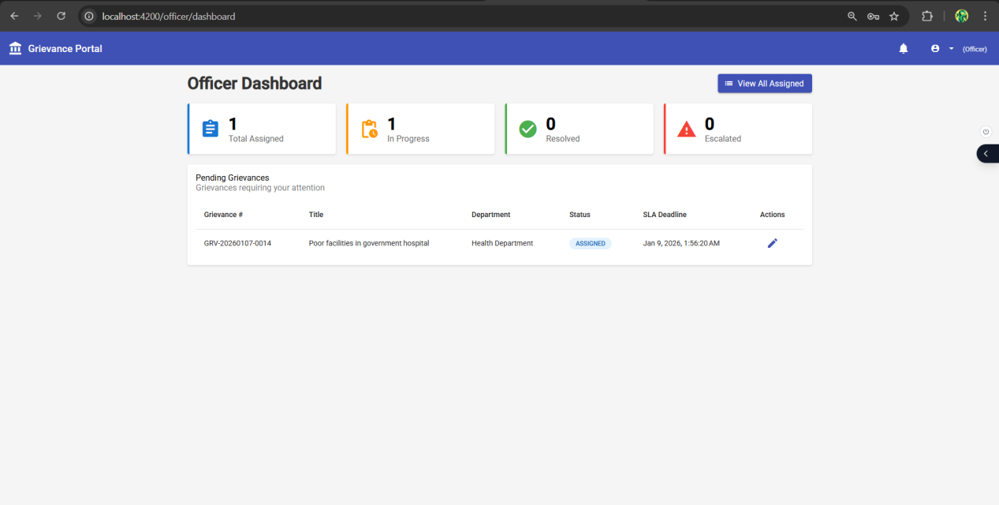 localhost:4200/officer/dashboard
Grievance Portal
(Officer)
Officer Dashboard
View All Assigned
1
Total Assigned
1
In Progress
0
Resolved
0
Escalated
Pending Grievances
Grievances requiring your attention
Grievance # Title Department Status SLA Deadline Actions
GRV-20260107-0014 Poor facilities in government hospital Health Department ASSIGNED Jan 9, 2026, 1:56:20 AM